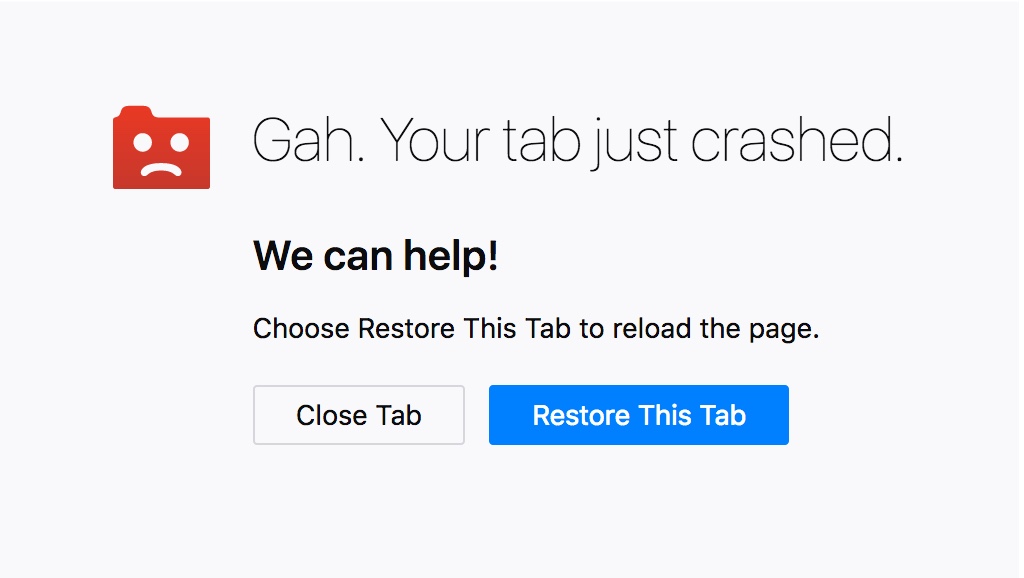 Gah. Your tab just crashed.
We can help!
Choose Restore This Tab to reload the page.
Close Tab
Restore This Tab